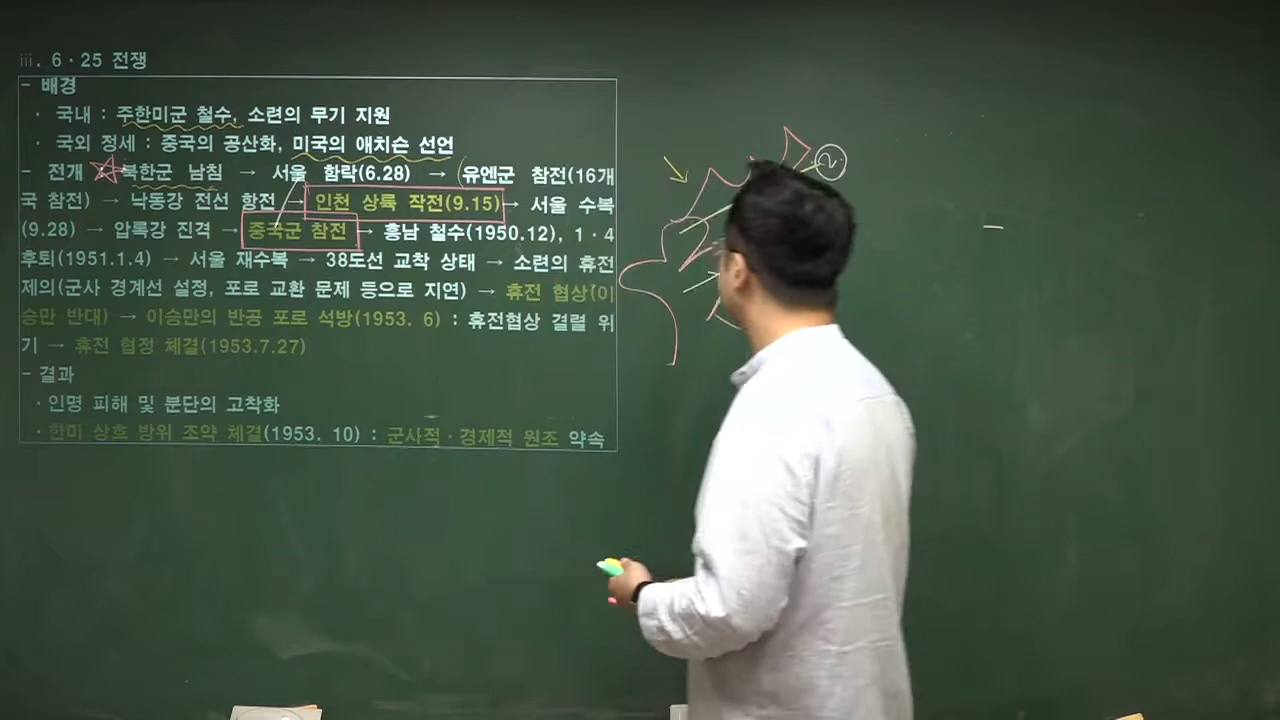 ⅲ. 6·25 전쟁
- 배경
· 국내 : 주한미군 철수, 소련의 무기 지원
· 국외 정세 : 중국의 공산화, 미국의 애치슨 선언
- 전개 : 북한군 남침 → 서울 함락(6.28) → 유엔군 참전(16개
국 참전) → 낙동강 전선 항전 → 인천 상륙 작전(9.15) → 서울 수복
(9.28) → 압록강 진격 → 중국군 참전 → 흥남 철수(1950.12), 1·4
후퇴(1951.1.4) → 서울 재수복 → 38도선 교착 상태 → 소련의 휴전
제의(군사 경계선 설정, 포로 교환 문제 등으로 지연) → 휴전 협상(이
승만 반대) → 이승만의 반공 포로 석방(1953. 6) : 휴전협상 결렬 위
기 → 휴전 협정 체결(1953.7.27)
- 결과
· 인명 피해 및 분단의 고착화
· 한미 상호 방위 조약 체결(1953. 10) : 군사적·경제적 원조 약속
②